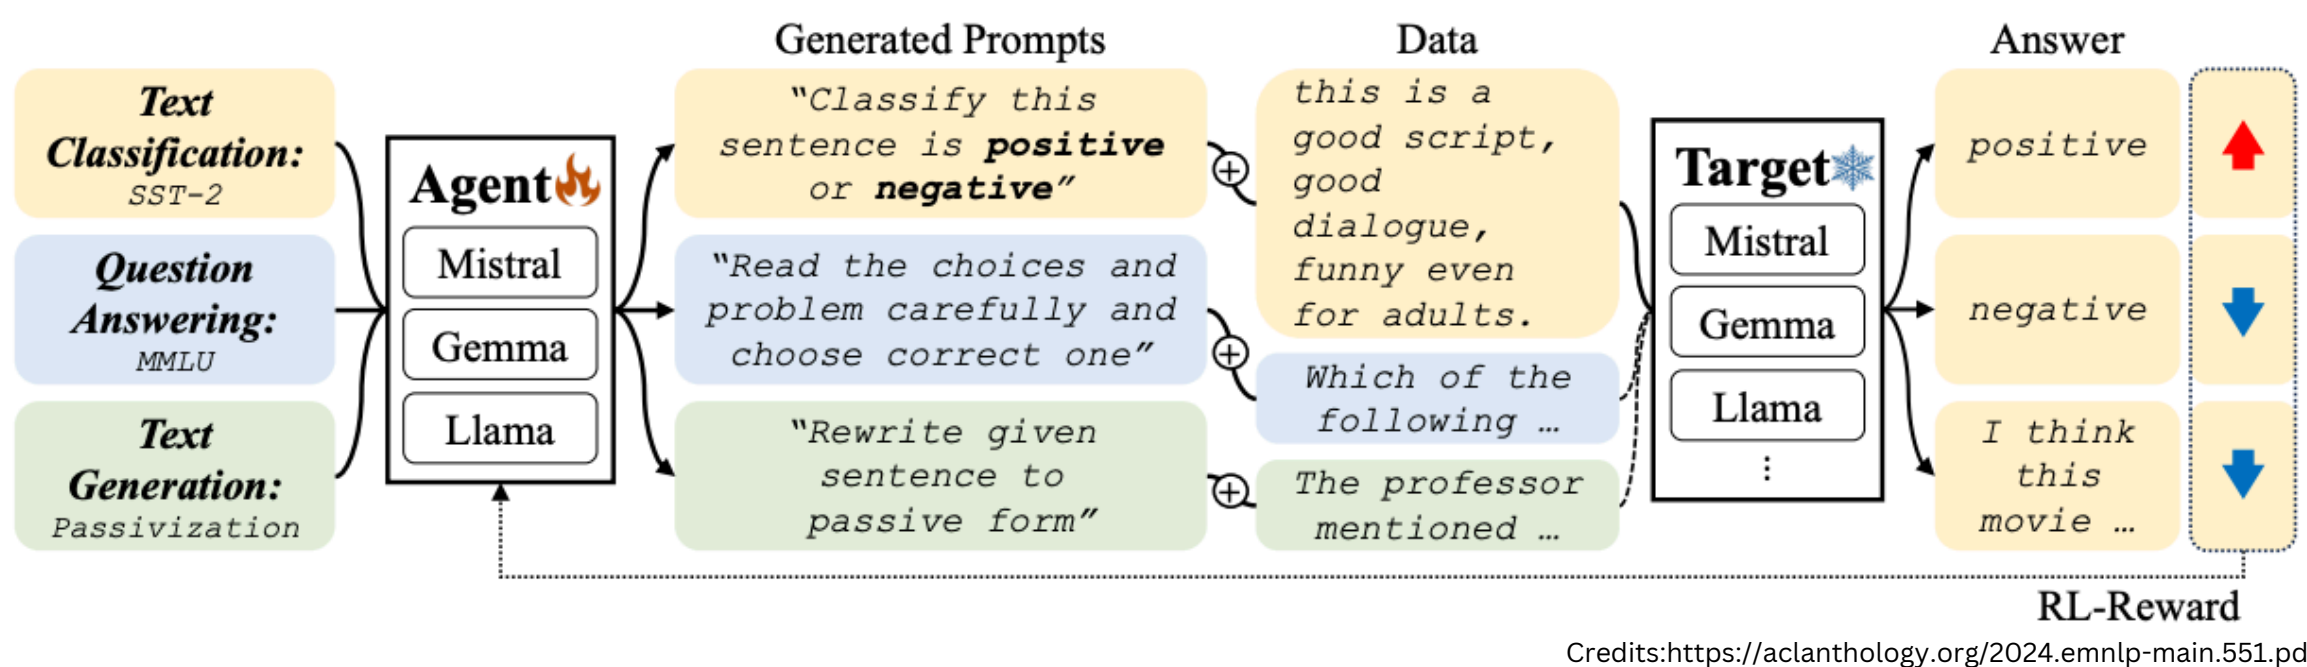 Generated Prompts
Data
Answer
Text
Classification:
SST-2
Question
Answering:
MMLU
Text
Generation:
Passivization
Agent
Mistral
Gemma
Llama
“Classify this
sentence is positive
or negative”
“Read the choices and
problem carefully and
choose correct one”
“Rewrite given
sentence to
passive form”
this is a
good script,
good
dialogue,
funny even
for adults.
Which of the
following …
The professor
mentioned …
Target
Mistral
Gemma
Llama
⋮
positive
negative
I think
this
movie …
RL-Reward
Credits:https://aclanthology.org/2024.emnlp-main.551.pd